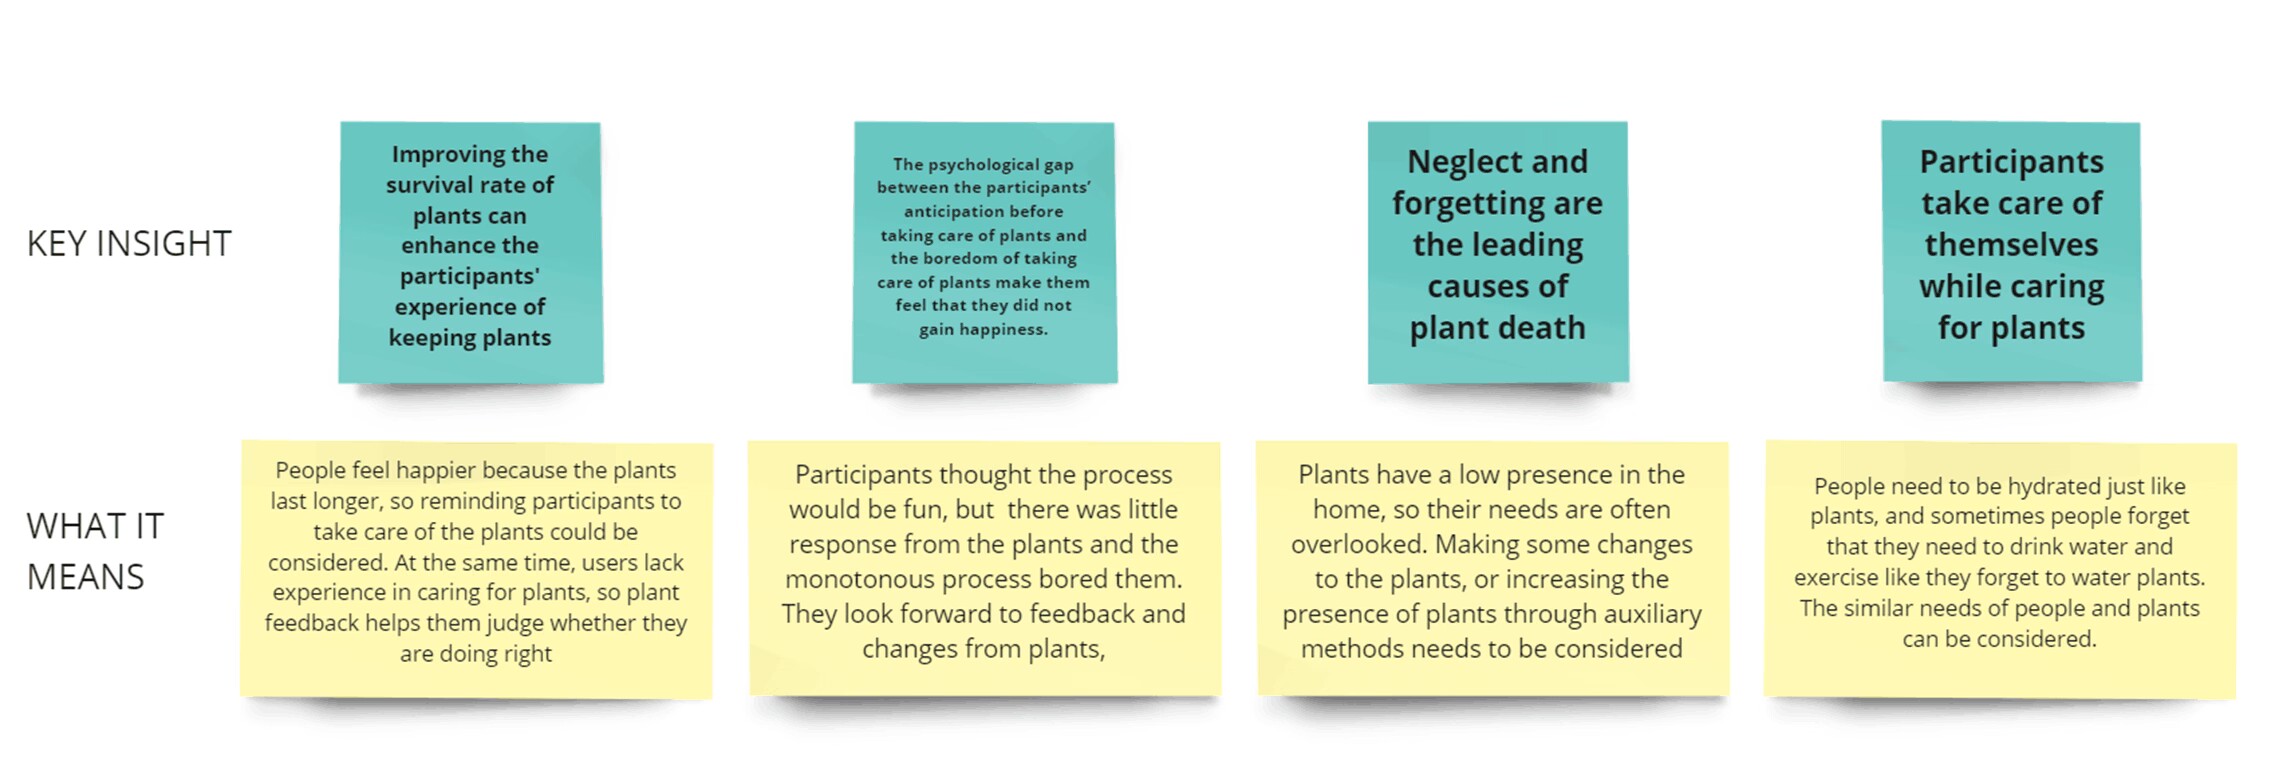 KEY INSIGHT
Improving the
survival rate of
plants can
enhance the
participants'
experience of
keeping plants
The psychological gap
between the participants’
anticipation before
taking care of plants and
the boredom of taking
care of plants make them
feel that they did not
gain happiness.
Neglect and
forgetting are
the leading
causes of
plant death
Participants
take care of
themselves
while caring
for plants
WHAT IT
MEANS
People feel happier because the plants
last longer, so reminding participants to
take care of the plants could be
considered. At the same time, users lack
experience in caring for plants, so plant
feedback helps them judge whether they
are doing right
Participants thought the process
would be fun, but  there was little
response from the plants and the
monotonous process bored them.
They look forward to feedback and
changes from plants,
Plants have a low presence in the
home, so their needs are often
overlooked. Making some changes
to the plants, or increasing the
presence of plants through auxiliary
methods needs to be considered
People need to be hydrated just like
plants, and sometimes people forget
that they need to drink water and
exercise like they forget to water plants.
The similar needs of people and plants
can be considered.